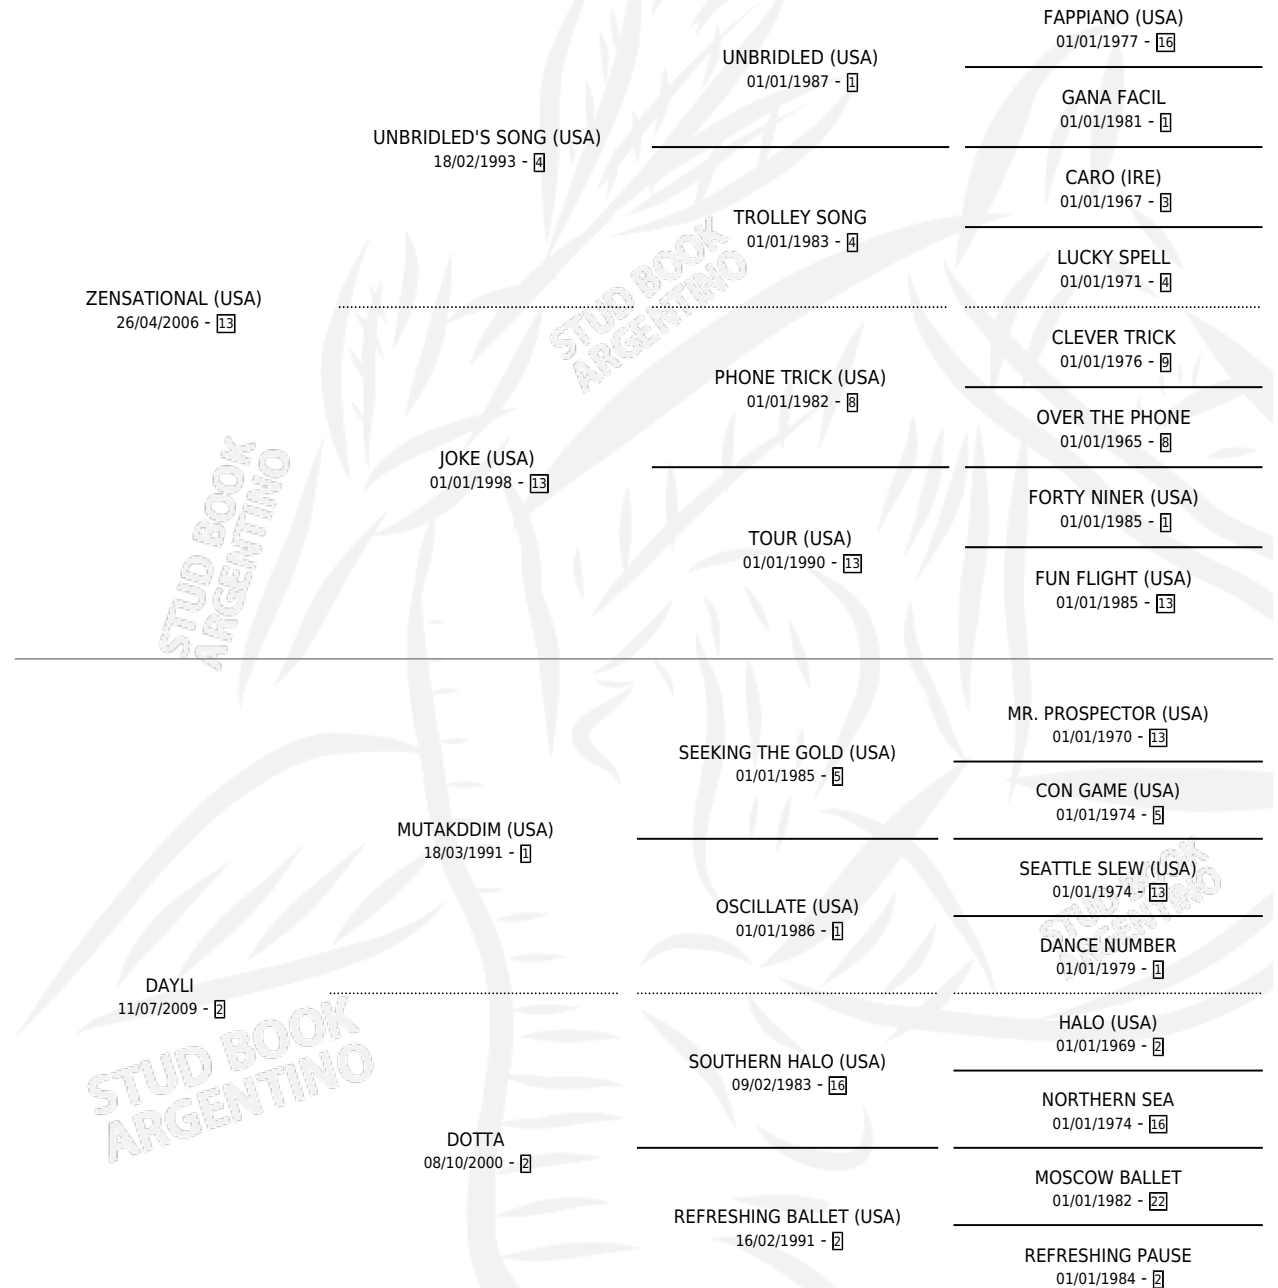 FAPPIANO (USA)
01/01/1977 - 16
UNBRIDLED (USA)
01/01/1987 - 1
GANA FACIL
01/01/1981 - 1
UNBRIDLED'S SONG (USA)
18/02/1993 - 4
CARO (IRE)
01/01/1967 - 3
TROLLEY SONG
01/01/1983 - 4
LUCKY SPELL
01/01/1971 - 4
ZENSATIONAL (USA)
26/04/2006 - 13
CLEVER TRICK
01/01/1976 - 9
PHONE TRICK (USA)
01/01/1982 - 8
OVER THE PHONE
01/01/1965 - 8
JOKE (USA)
01/01/1998 - 13
FORTY NINER (USA)
01/01/1985 - 1
TOUR (USA)
01/01/1990 - 13
FUN FLIGHT (USA)
01/01/1985 - 13
MR. PROSPECTOR (USA)
01/01/1970 - 13
SEEKING THE GOLD (USA)
01/01/1985 - 5
CON GAME (USA)
01/01/1974 - 5
MUTAKDDIM (USA)
18/03/1991 - 1
SEATTLE SLEW (USA)
01/01/1974 - 13
OSCILLATE (USA)
01/01/1986 - 1
DANCE NUMBER
01/01/1979 - 1
DAYLI
11/07/2009 - 2
HALO (USA)
01/01/1969 - 2
SOUTHERN HALO (USA)
09/02/1983 - 16
NORTHERN SEA
01/01/1974 - 16
DOTTA
08/10/2000 - 2
MOSCOW BALLET
01/01/1982 - 22
REFRESHING BALLET (USA)
16/02/1991 - 2
REFRESHING PAUSE
01/01/1984 - 2
STUD BOOK
ARGENTINO
STUD BOOK
ARGENTINO
STUD BOOK
ARGENTINO
STUD BOOK
ARGENTINO